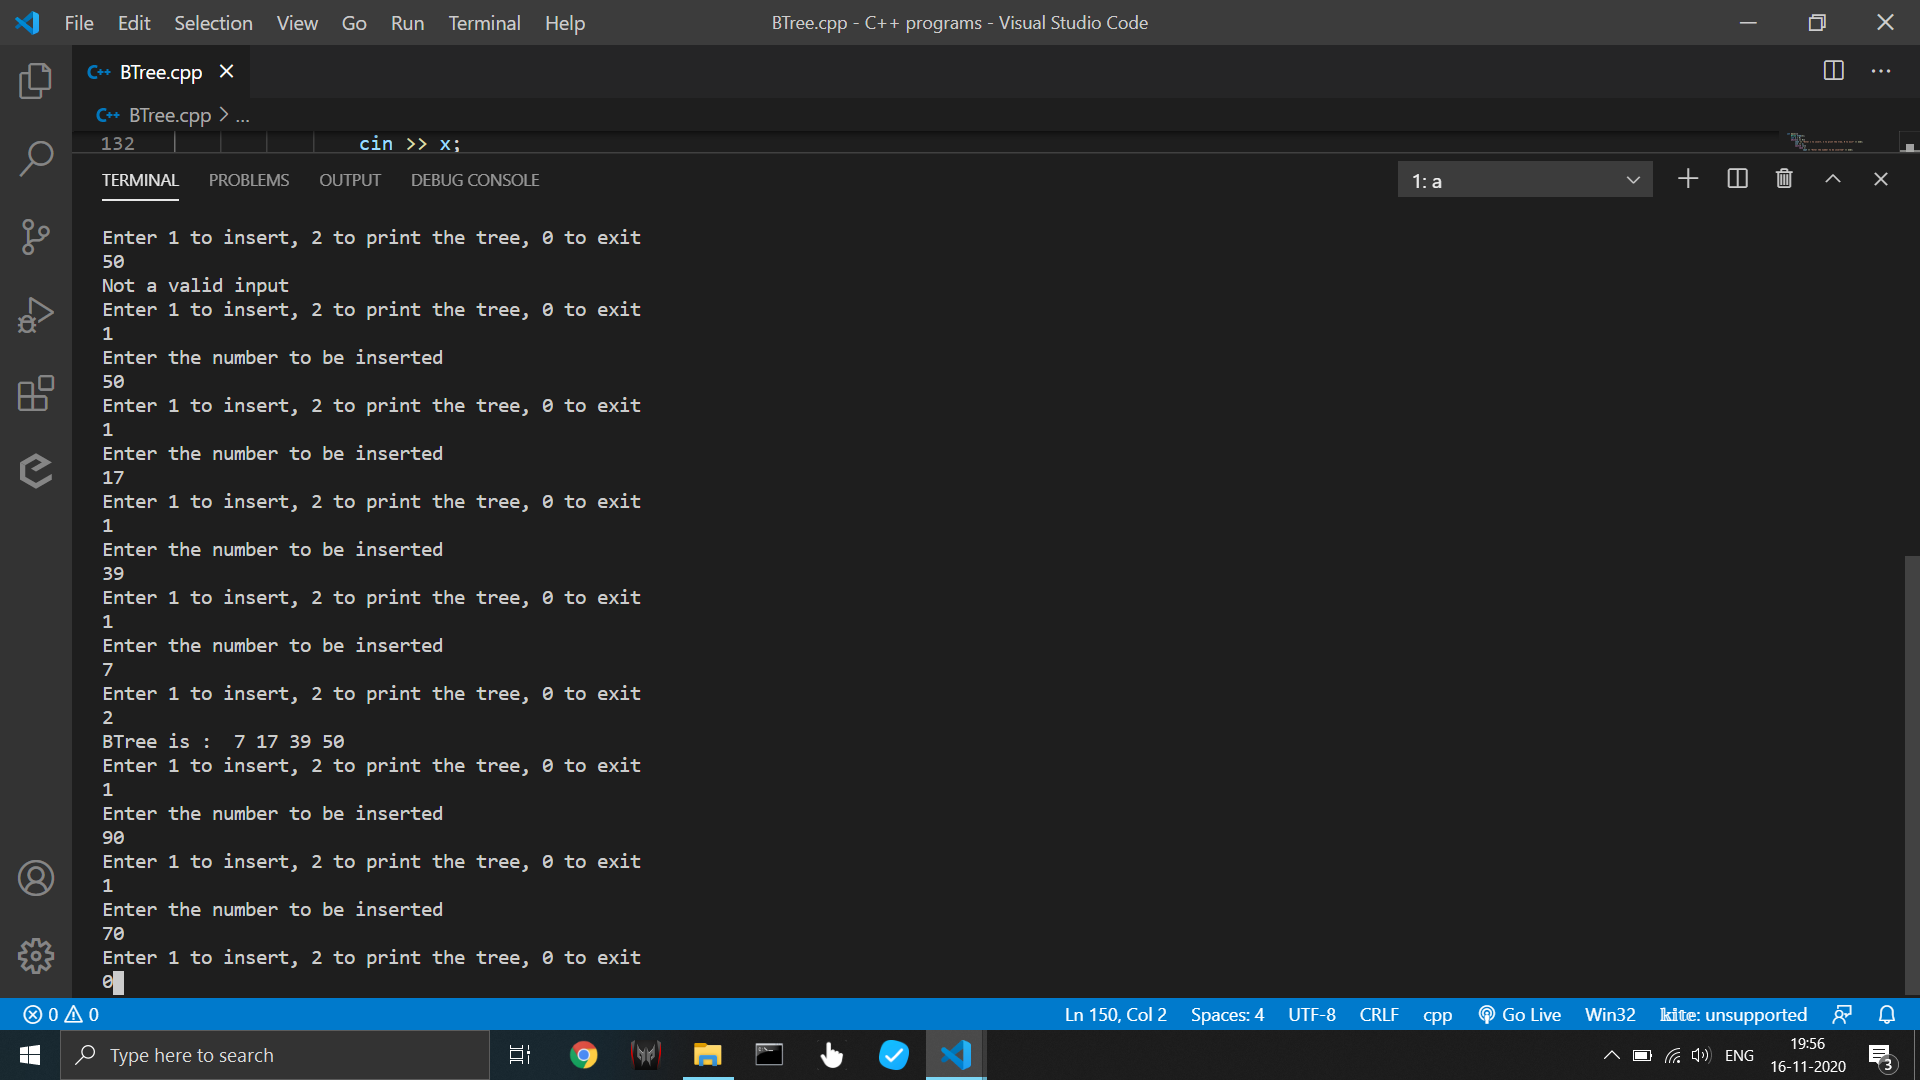 File Edit Selection View Go Run Terminal Help
BTree.cpp - C++ programs - Visual Studio Code
C++ BTree.cpp
C++ BTree.cpp > ...
132 cin >> x;
TERMINAL PROBLEMS OUTPUT DEBUG CONSOLE
1: a
Enter 1 to insert, 2 to print the tree, 0 to exit
50
Not a valid input
Enter 1 to insert, 2 to print the tree, 0 to exit
1
Enter the number to be inserted
50
Enter 1 to insert, 2 to print the tree, 0 to exit
1
Enter the number to be inserted
17
Enter 1 to insert, 2 to print the tree, 0 to exit
1
Enter the number to be inserted
39
Enter 1 to insert, 2 to print the tree, 0 to exit
1
Enter the number to be inserted
7
Enter 1 to insert, 2 to print the tree, 0 to exit
2
BTree is :  7 17 39 50
Enter 1 to insert, 2 to print the tree, 0 to exit
1
Enter the number to be inserted
90
Enter 1 to insert, 2 to print the tree, 0 to exit
1
Enter the number to be inserted
70
Enter 1 to insert, 2 to print the tree, 0 to exit
0
0 0 Ln 150, Col 2 Spaces: 4 UTF-8 CRLF cpp Go Live Win32 kite: unsupported
Type here to search
ENG
19:56
16-11-2020
3